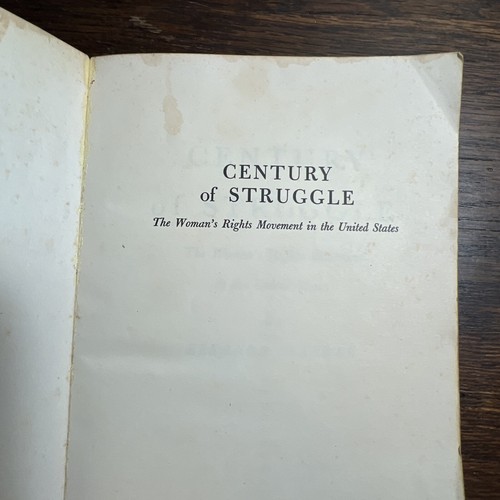 CENTURY
of STRUGGLE
The Woman's Rights Movement in the United States